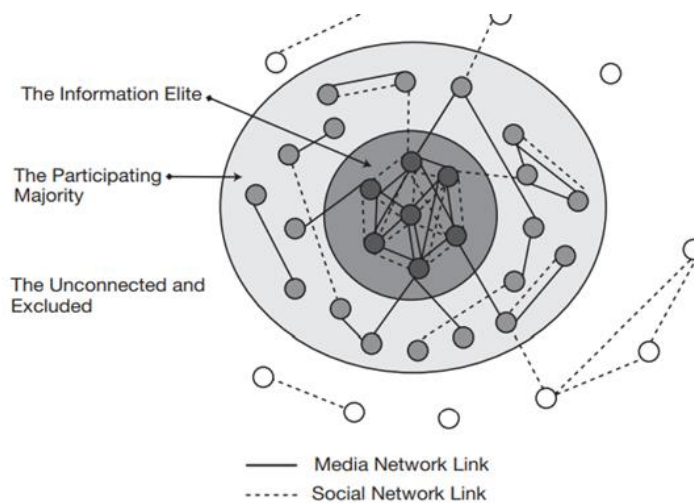 The Information Elite
The Participating
Majority
The Unconnected and
Excluded
Media Network Link
Social Network Link